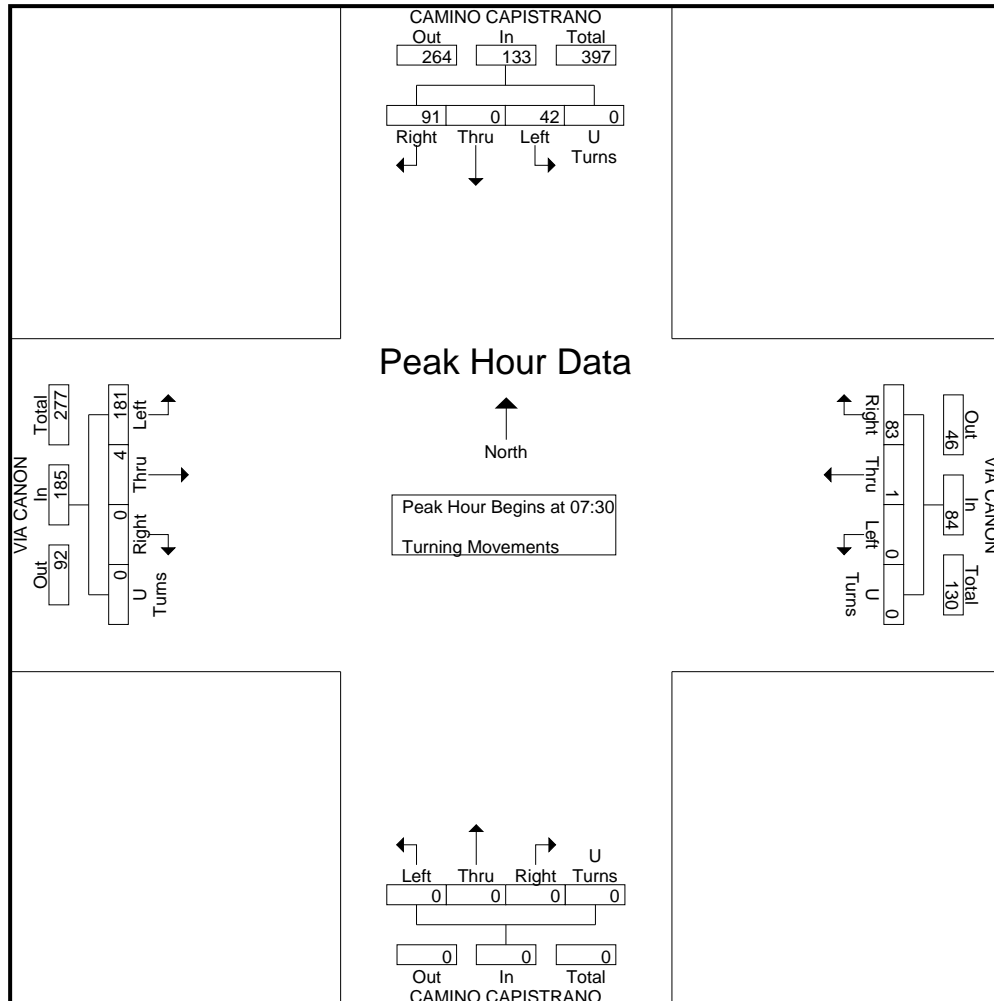 CAMINO CAPISTRANO
Out In Total
264 133 397
91 0 42 0
Right Thru Left U Turns
Peak Hour Data
North
Peak Hour Begins at 07:30
Turning Movements
VIA CANON
Total In Out
277 185 92
181 4 0 0
Left Thru Right U Turns
VIA CANON
Out In Total
46 84 130
83 1 0 0
Right Thru Left U Turns
Left Thru Right U Turns
0 0 0 0
0 0 0
Out In Total
CAMINO CAPISTRANO